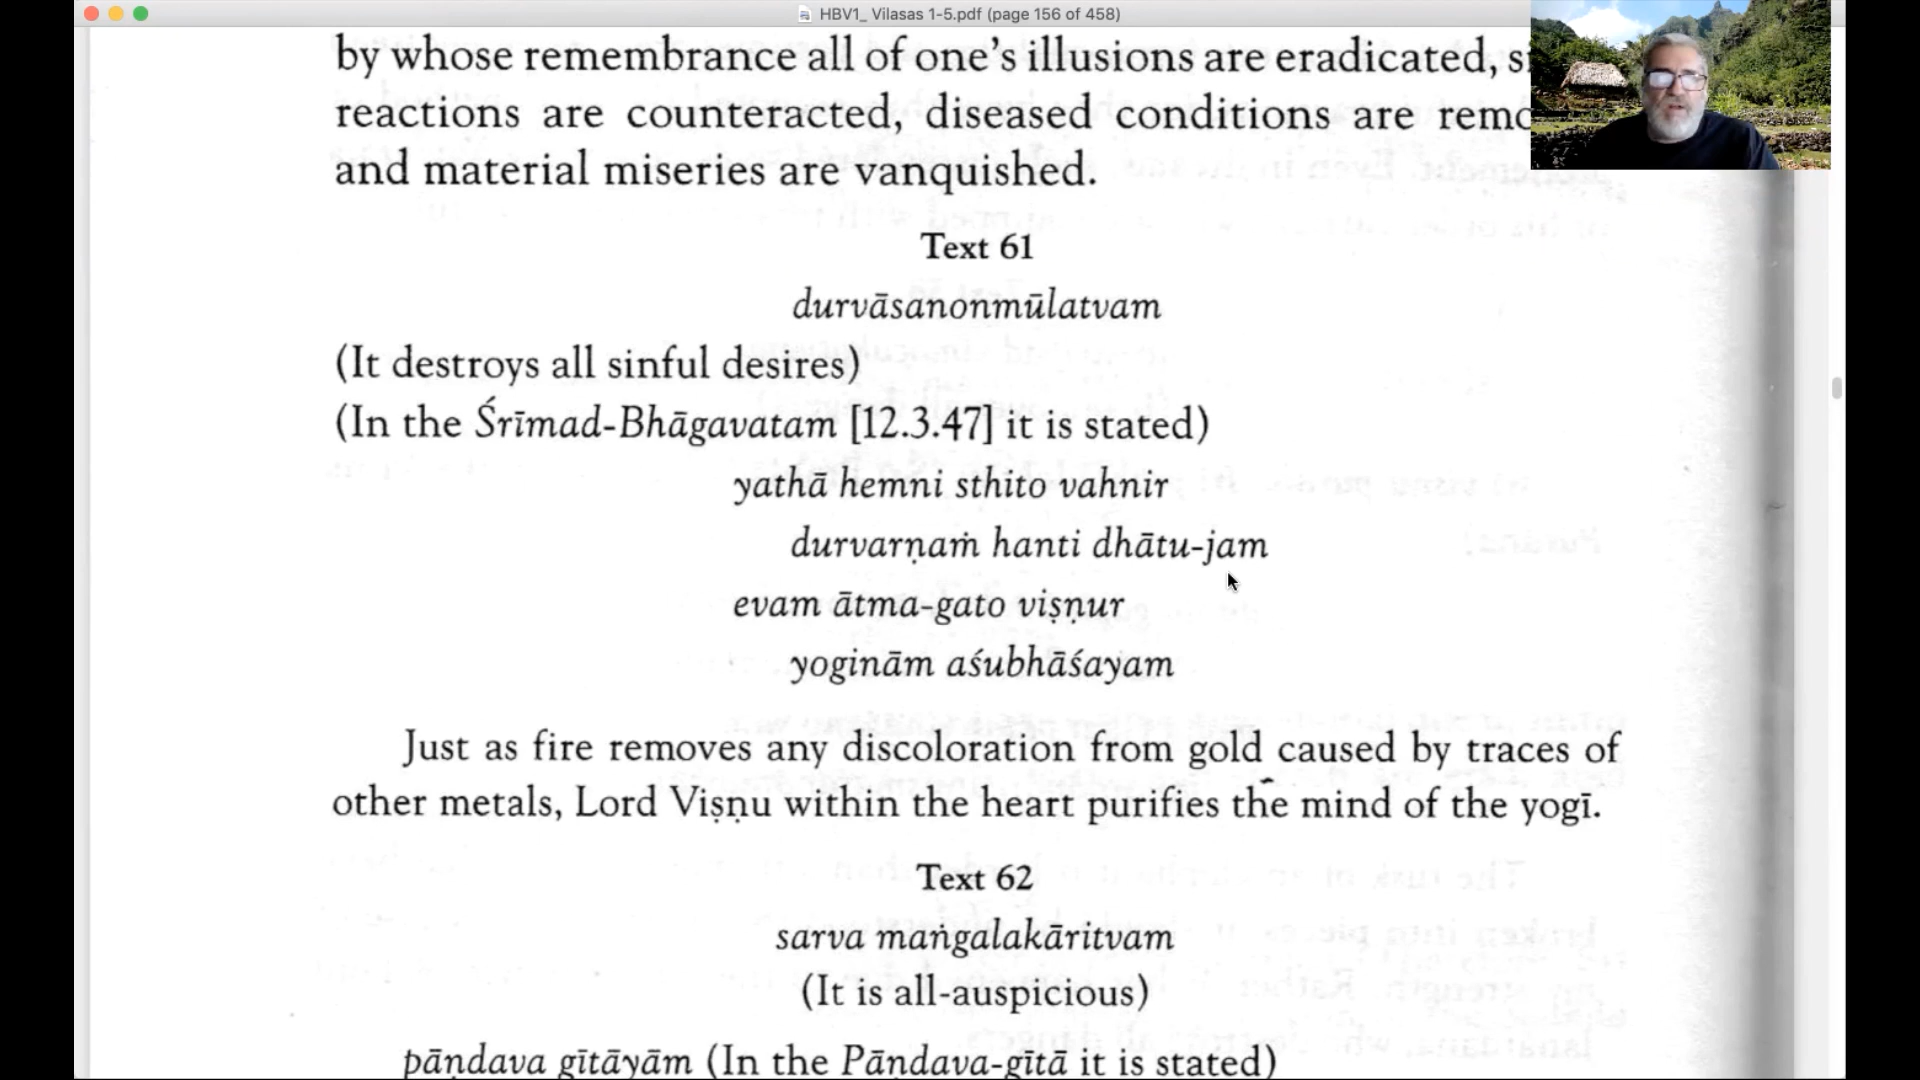 HBV1_ Vilasas 1-5.pdf (page 156 of 458)
by whose remembrance all of one's illusions are eradicated,
reactions are counteracted, diseased conditions are
and material miseries are vanquished.
Text 61
durvāsanonmūlatvam
(It destroys all sinful desires)
(In the Śrīmad-Bhāgavatam [12.3.47] it is stated)
yathā hemni sthito vahnir
durvarṇaṁ hanti dhātu-jam
evam ātma-gato viṣṇur
yoginām aśubhāśayam
Just as fire removes any discoloration from gold caused by traces of
other metals, Lord Viṣṇu within the heart purifies the mind of the yogī.
Text 62
sarva maṅgalakāritvam
(It is all-auspicious)
pāṇdava gītāyām (In the Pāṇdava-gītā it is stated)